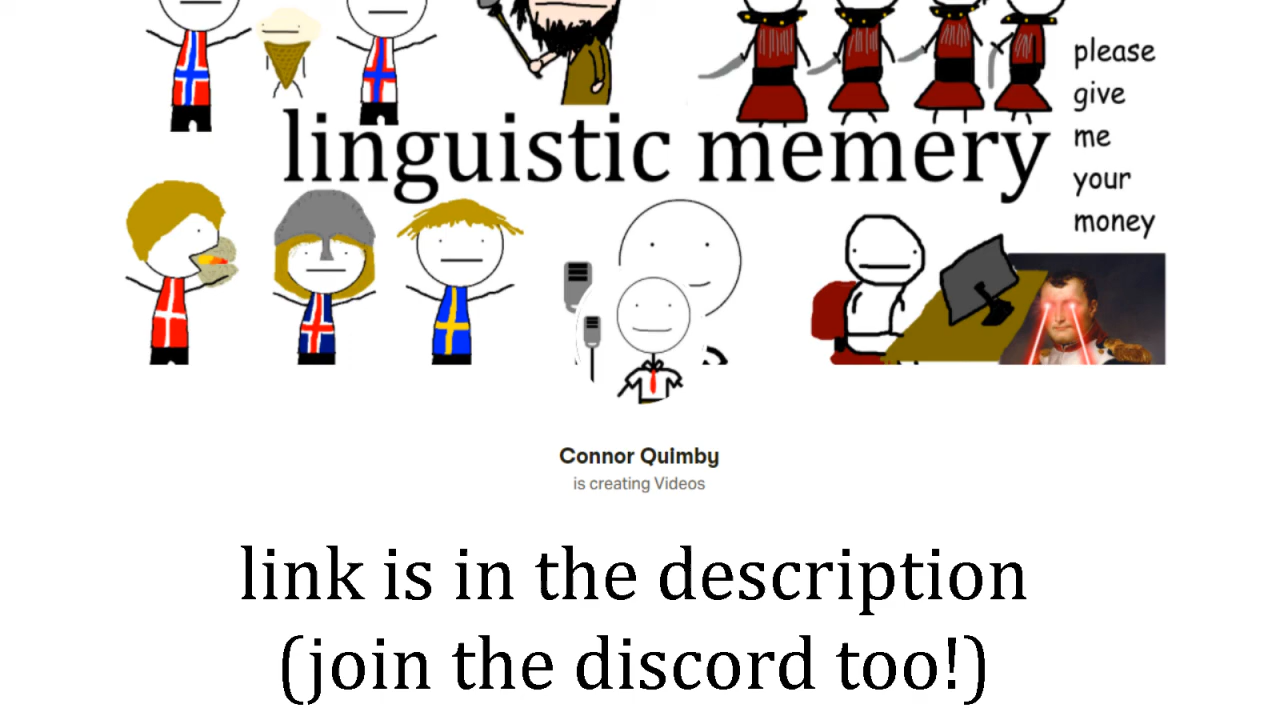 please
give
me
your
money
linguistic memery
Connor Quimby
is creating Videos
link is in the description
(join the discord too!)